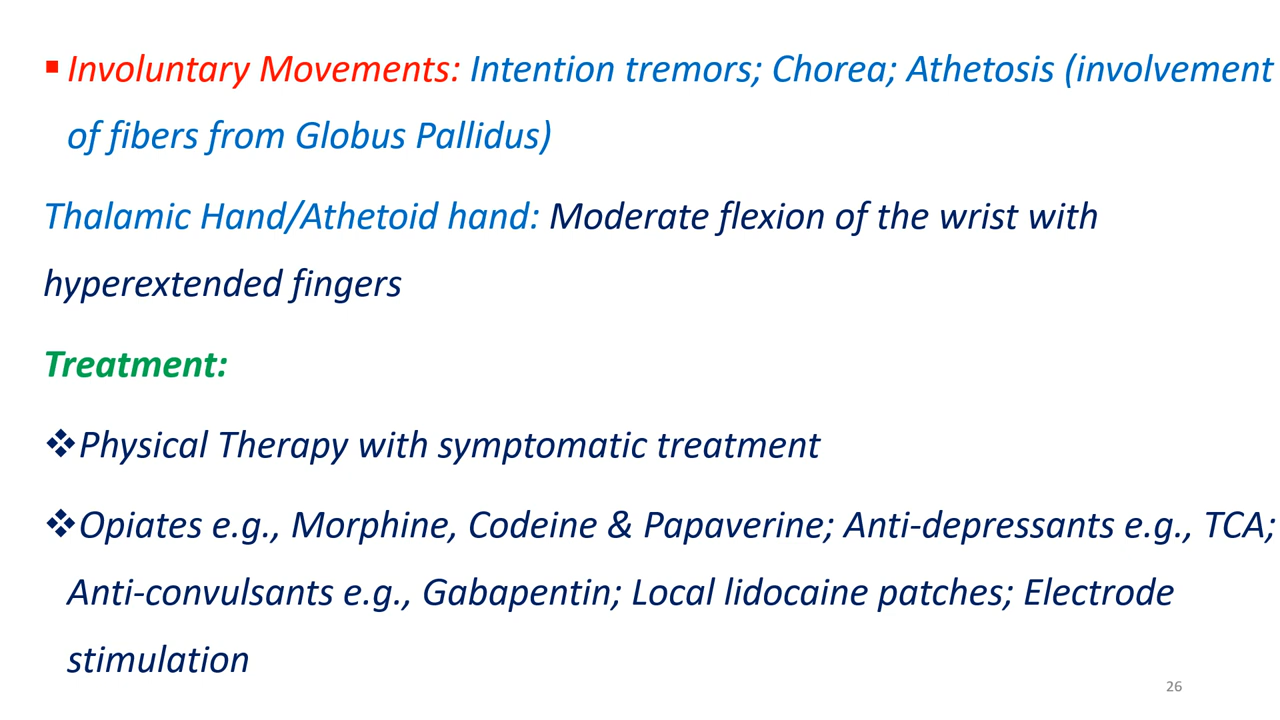 ▪ Involuntary Movements: Intention tremors; Chorea; Athetosis (involvement
of fibers from Globus Pallidus)
Thalamic Hand/Athetoid hand: Moderate flexion of the wrist with
hyperextended fingers
Treatment:
❖Physical Therapy with symptomatic treatment
❖Opiates e.g., Morphine, Codeine & Papaverine; Anti-depressants e.g., TCA;
Anti-convulsants e.g., Gabapentin; Local lidocaine patches; Electrode
stimulation
26